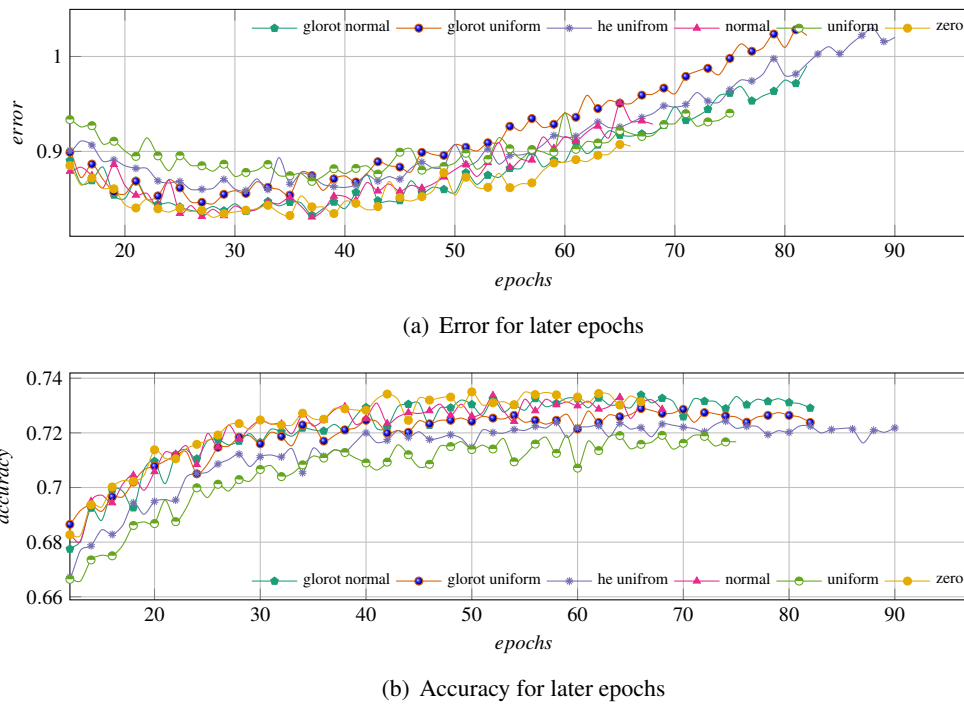 glorot normal glorot uniform he unifrom normal uniform zero
1
0.9
error
20 30 40 50 60 70 80 90
epochs
(a) Error for later epochs
0.74
0.72
0.7
0.68
0.66
accuracy
glorot normal glorot uniform he unifrom normal uniform zero
20 30 40 50 60 70 80 90
epochs
(b) Accuracy for later epochs